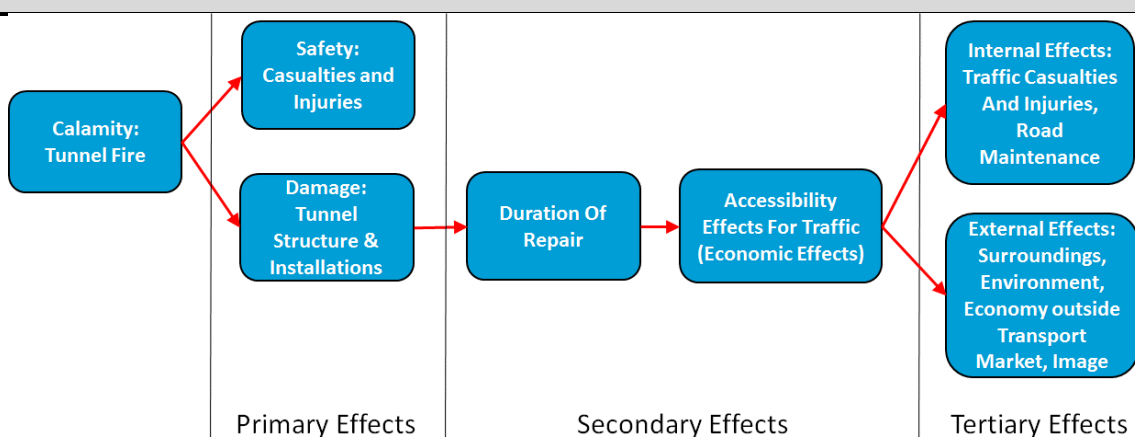 Calamity:
Tunnel Fire
Safety:
Casualties and
Injuries
Damage:
Tunnel
Structure &
Installations
Duration Of
Repair
Accessibility
Effects For Traffic
(Economic Effects)
Internal Effects:
Traffic Casualties
And Injuries,
Road
Maintenance
External Effects:
Surroundings,
Environment,
Economy outside
Transport
Market, Image
Primary Effects
Secondary Effects
Tertiary Effects